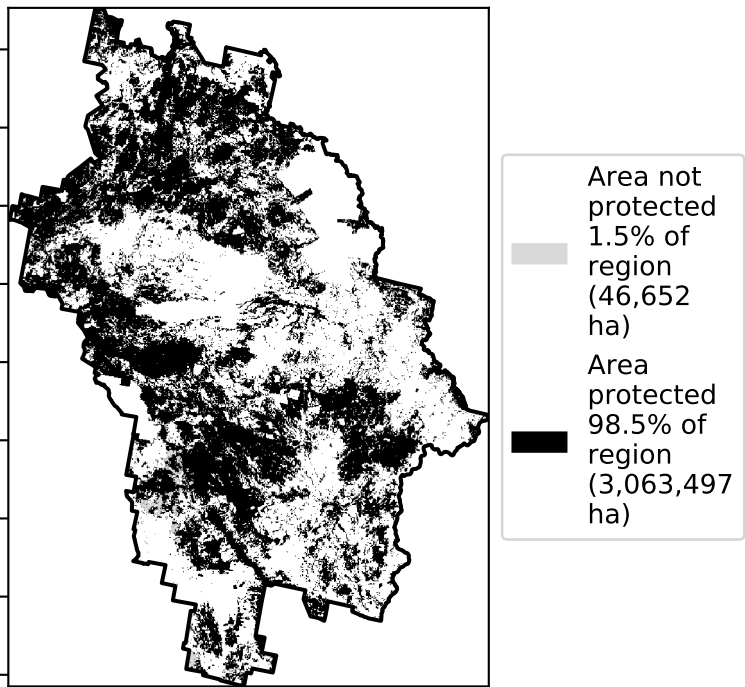 Area not
protected
1.5% of
region
(46,652
ha)
Area
protected
98.5% of
region
(3,063,497
ha)